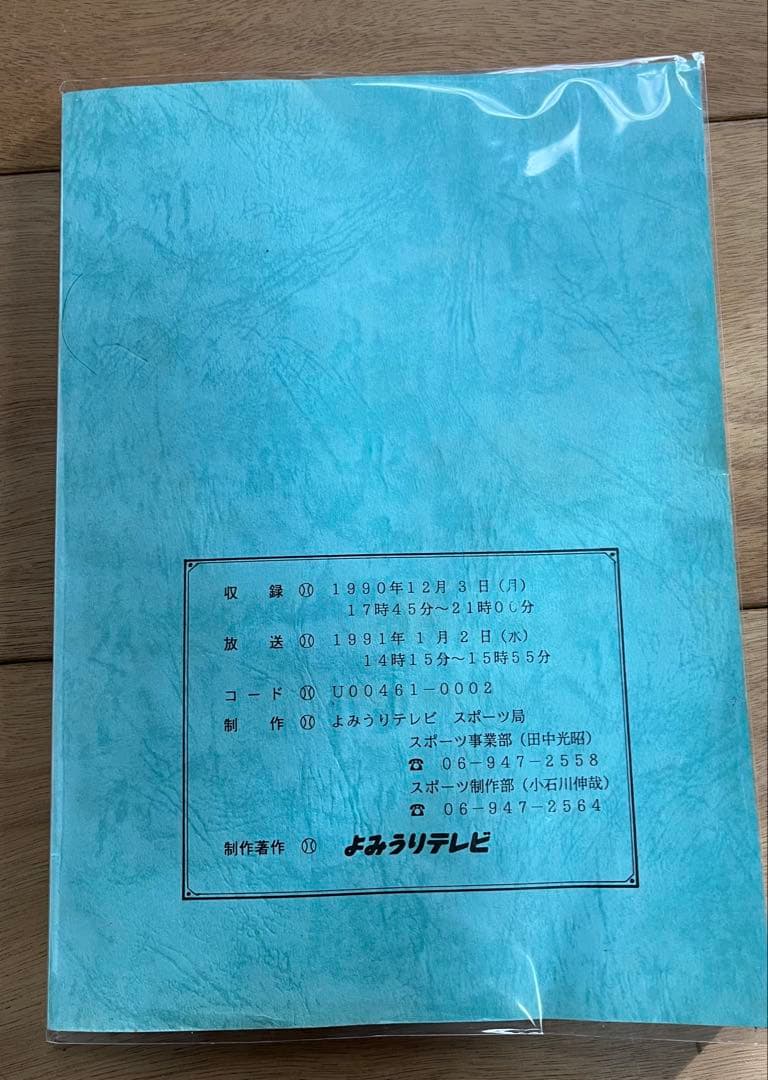 収録 1990年12月3日(月)
17時45分~21時00分
放送 1991年1月2日(水)
14時15分~15時55分
コード U00461-0002
制作 よみうりテレビ スポーツ局
スポーツ事業部(田中光昭)
☎ 06-947-2558
スポーツ制作部(小石川伸哉)
☎ 06-947-2564
制作著作 よみうりテレビ